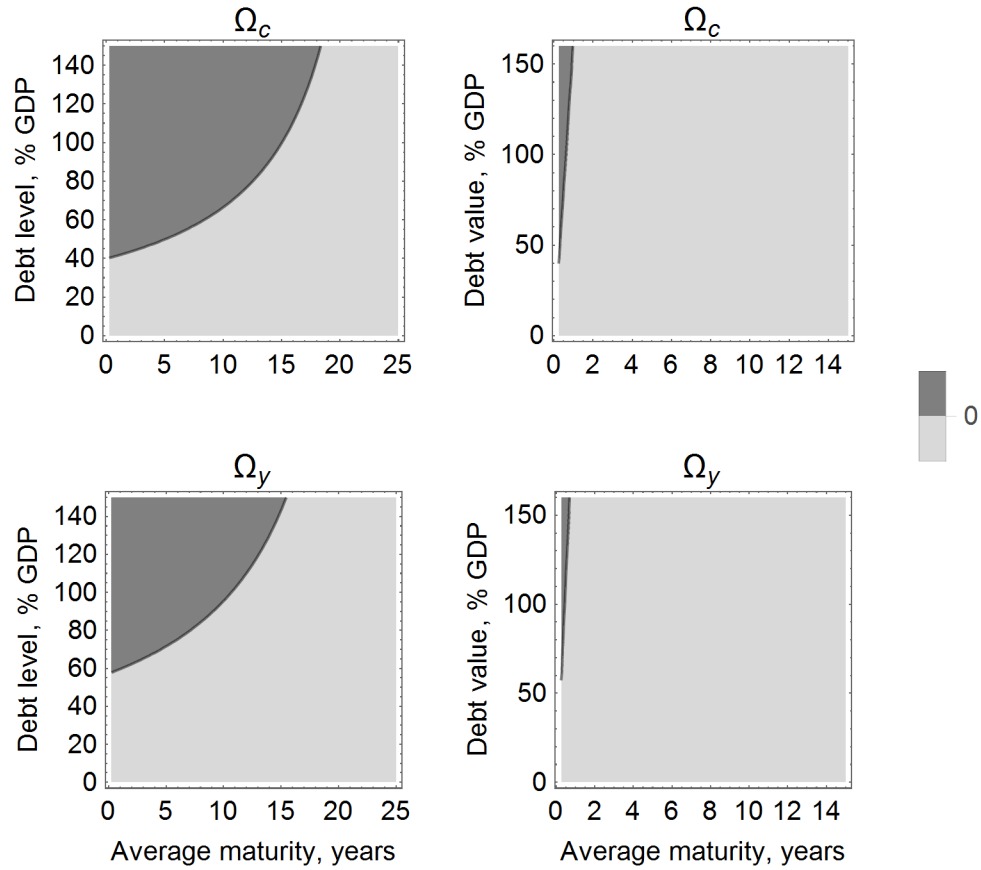 Ω_c
Debt level, % GDP
140
120
100
80
60
40
20
0
0 5 10 15 20 25
Ω_c
Debt value, % GDP
150
100
50
0
0 2 4 6 8 10 12 14
0
Ω_y
Debt level, % GDP
140
120
100
80
60
40
20
0
0 5 10 15 20 25
Average maturity, years
Ω_y
Debt value, % GDP
150
100
50
0
0 2 4 6 8 10 12 14
Average maturity, years